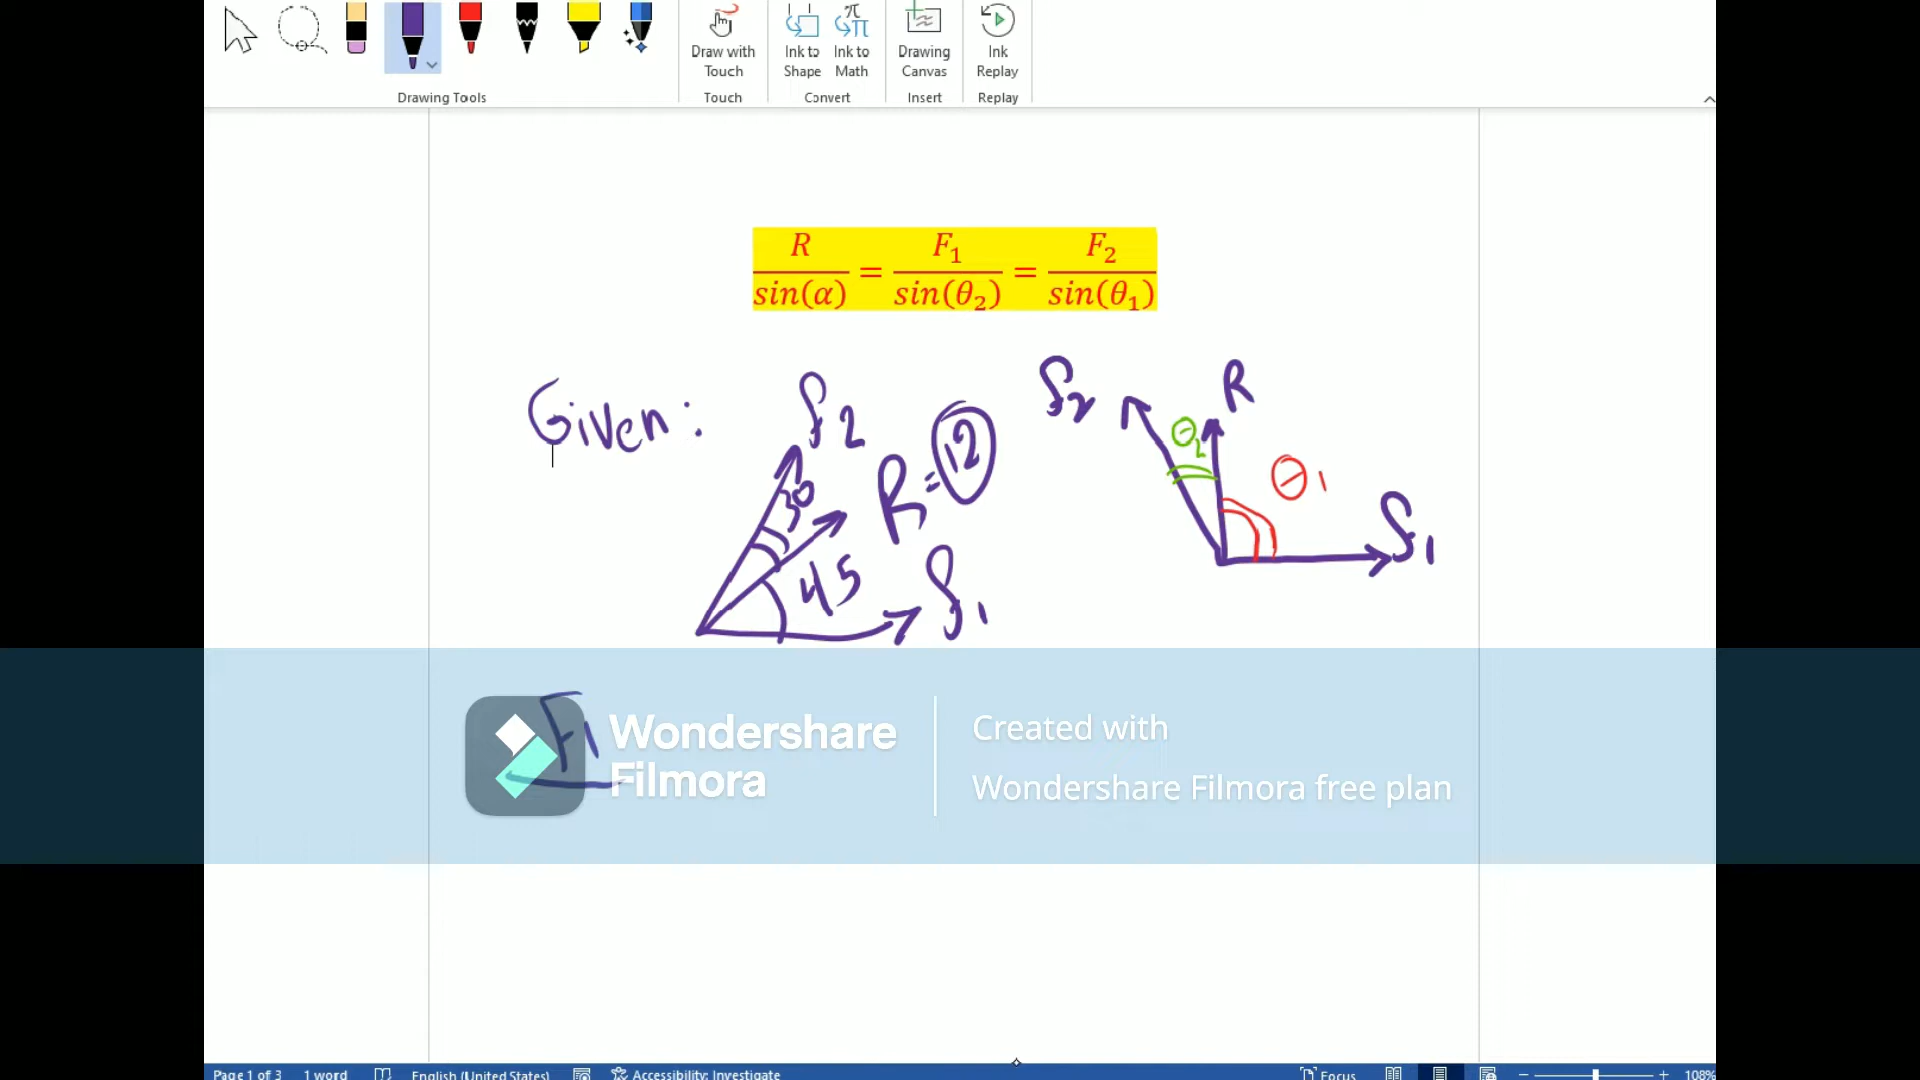 Draw with
Touch
Ink to
Shape
Ink to
Math
Drawing
Canvas
Ink
Replay
Drawing Tools
Touch
Convert
Insert
Replay
R/sin(α) = F₁/sin(θ₂) = F₂/sin(θ₁)
Given:
f2
R=12
30
45
f1
f2
R
θ2
θ1
f1
F1
Wondershare
Filmora
Created with
Wondershare Filmora free plan
Page 1 of 3
1 word
English (United States)
Accessibility: Investigate
Focus
108%